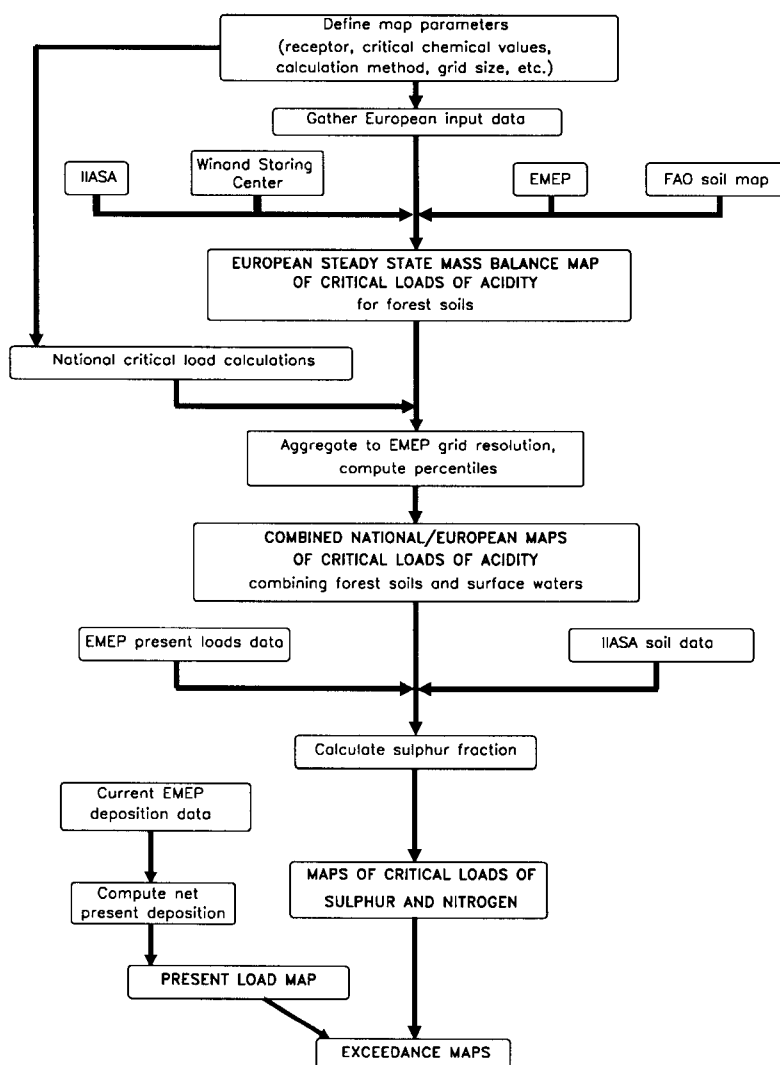 Define map parameters
(receptor, critical chemical values,
calculation method, grid size, etc.)
Gather European input data
IIASA
Winand Staring
Center
EMEP
FAO soil map
EUROPEAN STEADY STATE MASS BALANCE MAP
OF CRITICAL LOADS OF ACIDITY
for forest soils
National critical load calculations
Aggregate to EMEP grid resolution,
compute percentiles
COMBINED NATIONAL/EUROPEAN MAPS
OF CRITICAL LOADS OF ACIDITY
combining forest soils and surface waters
EMEP present loads data
IIASA soil data
Calculate sulphur fraction
Current EMEP
deposition data
MAPS OF CRITICAL LOADS OF
SULPHUR AND NITROGEN
Compute net
present deposition
PRESENT LOAD MAP
EXCEEDANCE MAPS